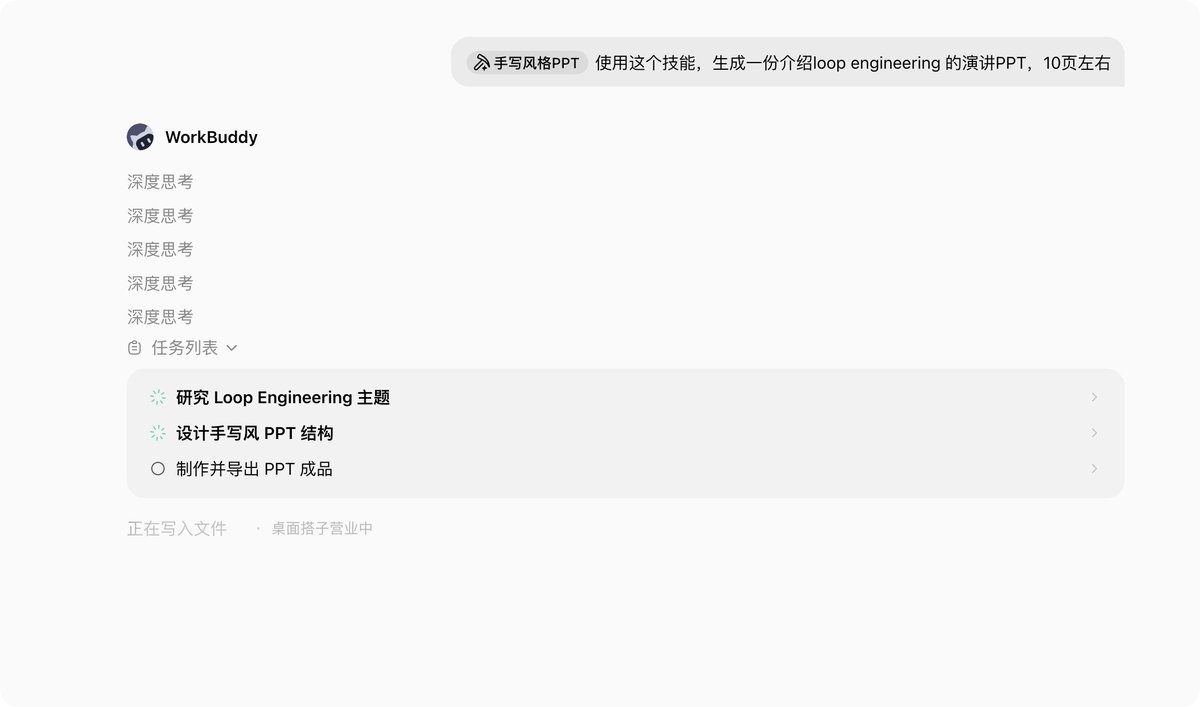 手写风格PPT 使用这个技能，生成一份介绍loop engineering 的演讲PPT，10页左右
WorkBuddy
深度思考
深度思考
深度思考
深度思考
深度思考
任务列表
研究 Loop Engineering 主题
设计手写风 PPT 结构
制作并导出 PPT 成品
正在写入文件 · 桌面搭子营业中